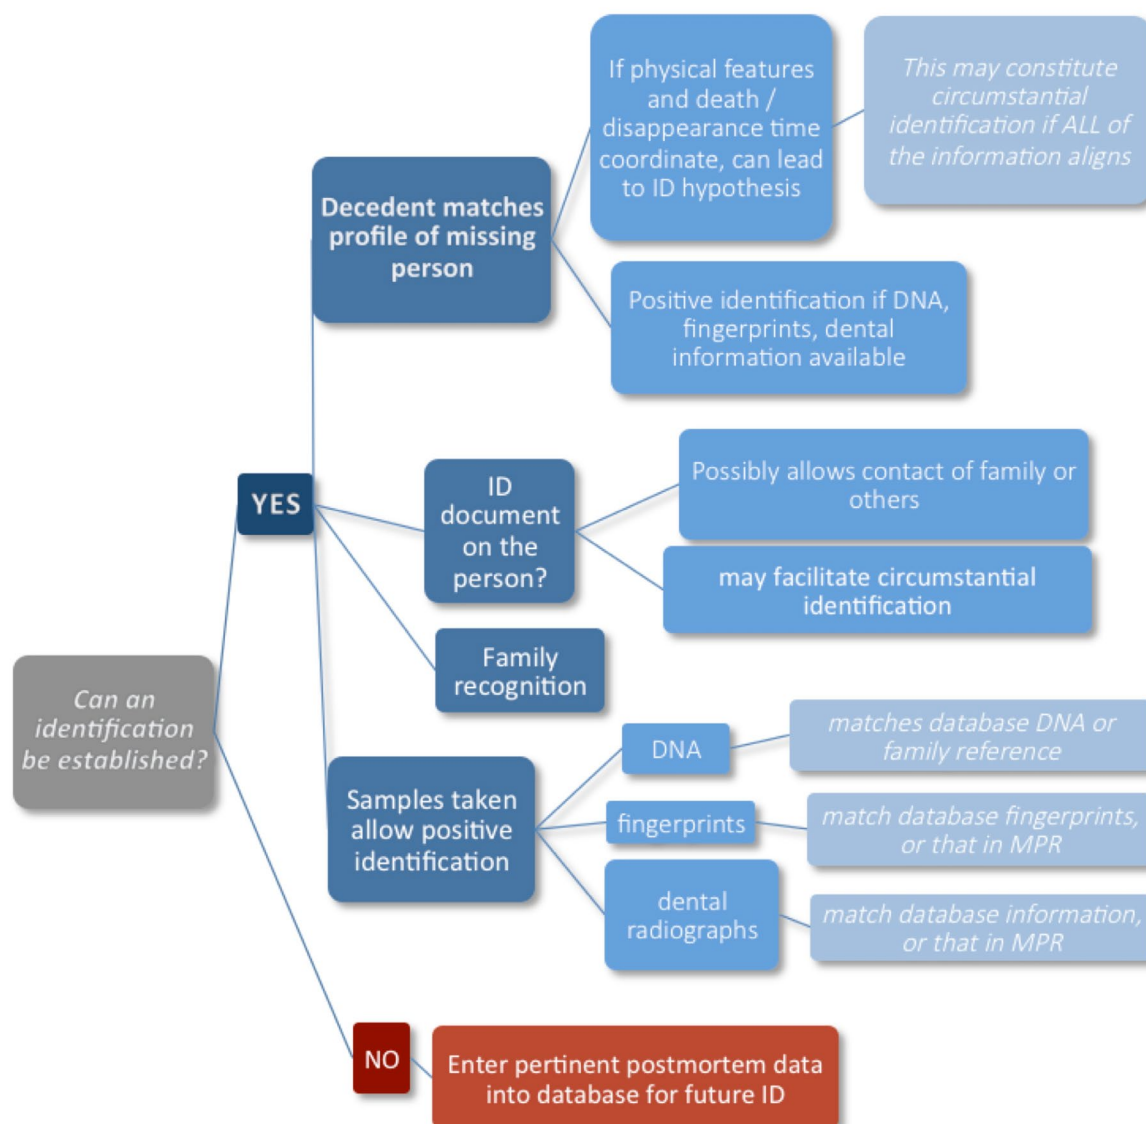 If physical features
and death /
disappearance time
coordinate, can lead
to ID hypothesis
This may constitute
circumstantial
identification if ALL of
the information aligns
Decedent matches
profile of missing
person
Positive identification if DNA,
fingerprints, dental
information available
YES
ID
document
on the
person?
Possibly allows contact of family or
others
may facilitate circumstantial
identification
Family
recognition
Can an
identification
be established?
Samples taken
allow positive
identification
DNA
matches database DNA or
family reference
fingerprints
match database fingerprints,
or that in MPR
dental
radiographs
match database information,
or that in MPR
NO
Enter pertinent postmortem data
into database for future ID